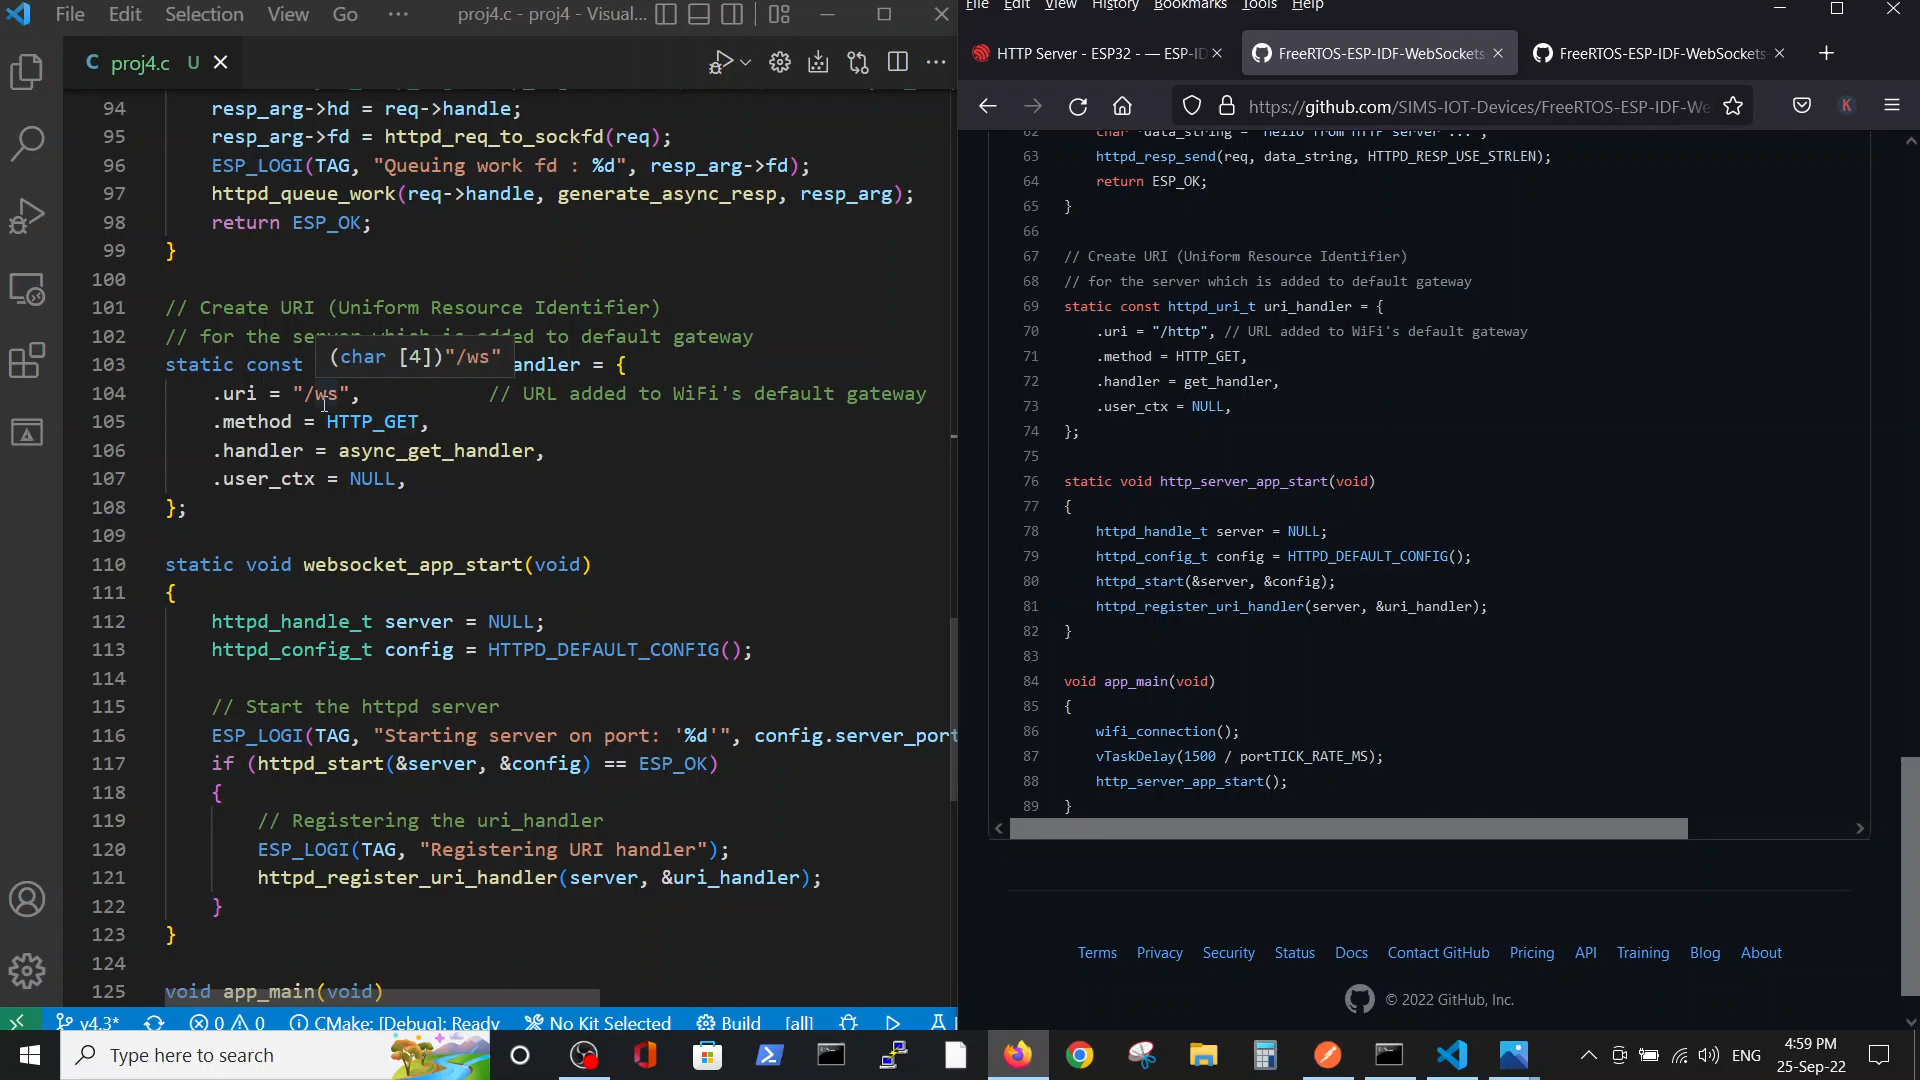 File Edit Selection View Go ··· proj4.c - proj4 - Visual...
C proj4.c U
94 resp_arg->hd = req->handle;
95 resp_arg->fd = httpd_req_to_sockfd(req);
96 ESP_LOGI(TAG, "Queuing work fd : %d", resp_arg->fd);
97 httpd_queue_work(req->handle, generate_async_resp, resp_arg);
98 return ESP_OK;
99 }
100
101 // Create URI (Uniform Resource Identifier)
102 // for the server which is added to default gateway
(char [4])"/ws"
103 static const andler = {
104 .uri = "/ws", // URL added to WiFi's default gateway
105 .method = HTTP_GET,
106 .handler = async_get_handler,
107 .user_ctx = NULL,
108 };
109
110 static void websocket_app_start(void)
111 {
112 httpd_handle_t server = NULL;
113 httpd_config_t config = HTTPD_DEFAULT_CONFIG();
114
115 // Start the httpd server
116 ESP_LOGI(TAG, "Starting server on port: '%d'", config.server_port
117 if (httpd_start(&server, &config) == ESP_OK)
118 {
119 // Registering the uri_handler
120 ESP_LOGI(TAG, "Registering URI handler");
121 httpd_register_uri_handler(server, &uri_handler);
122 }
123 }
124
125 void app_main(void)
v4.3* 0 0 CMake: [Debug]: Ready No Kit Selected Build [all]
File Edit View History Bookmarks Tools Help
HTTP Server - ESP32 - — ESP-ID FreeRTOS-ESP-IDF-WebSockets FreeRTOS-ESP-IDF-WebSockets-
https://github.com/SIMS-IOT-Devices/FreeRTOS-ESP-IDF-We K
62 char *data_string = "Hello from HTTP server ...";
63 httpd_resp_send(req, data_string, HTTPD_RESP_USE_STRLEN);
64 return ESP_OK;
65 }
66
67 // Create URI (Uniform Resource Identifier)
68 // for the server which is added to default gateway
69 static const httpd_uri_t uri_handler = {
70 .uri = "/http", // URL added to WiFi's default gateway
71 .method = HTTP_GET,
72 .handler = get_handler,
73 .user_ctx = NULL,
74 };
75
76 static void http_server_app_start(void)
77 {
78 httpd_handle_t server = NULL;
79 httpd_config_t config = HTTPD_DEFAULT_CONFIG();
80 httpd_start(&server, &config);
81 httpd_register_uri_handler(server, &uri_handler);
82 }
83
84 void app_main(void)
85 {
86 wifi_connection();
87 vTaskDelay(1500 / portTICK_RATE_MS);
88 http_server_app_start();
89 }
Terms Privacy Security Status Docs Contact GitHub Pricing API Training Blog About
© 2022 GitHub, Inc.
Type here to search
ENG
4:59 PM
25-Sep-22